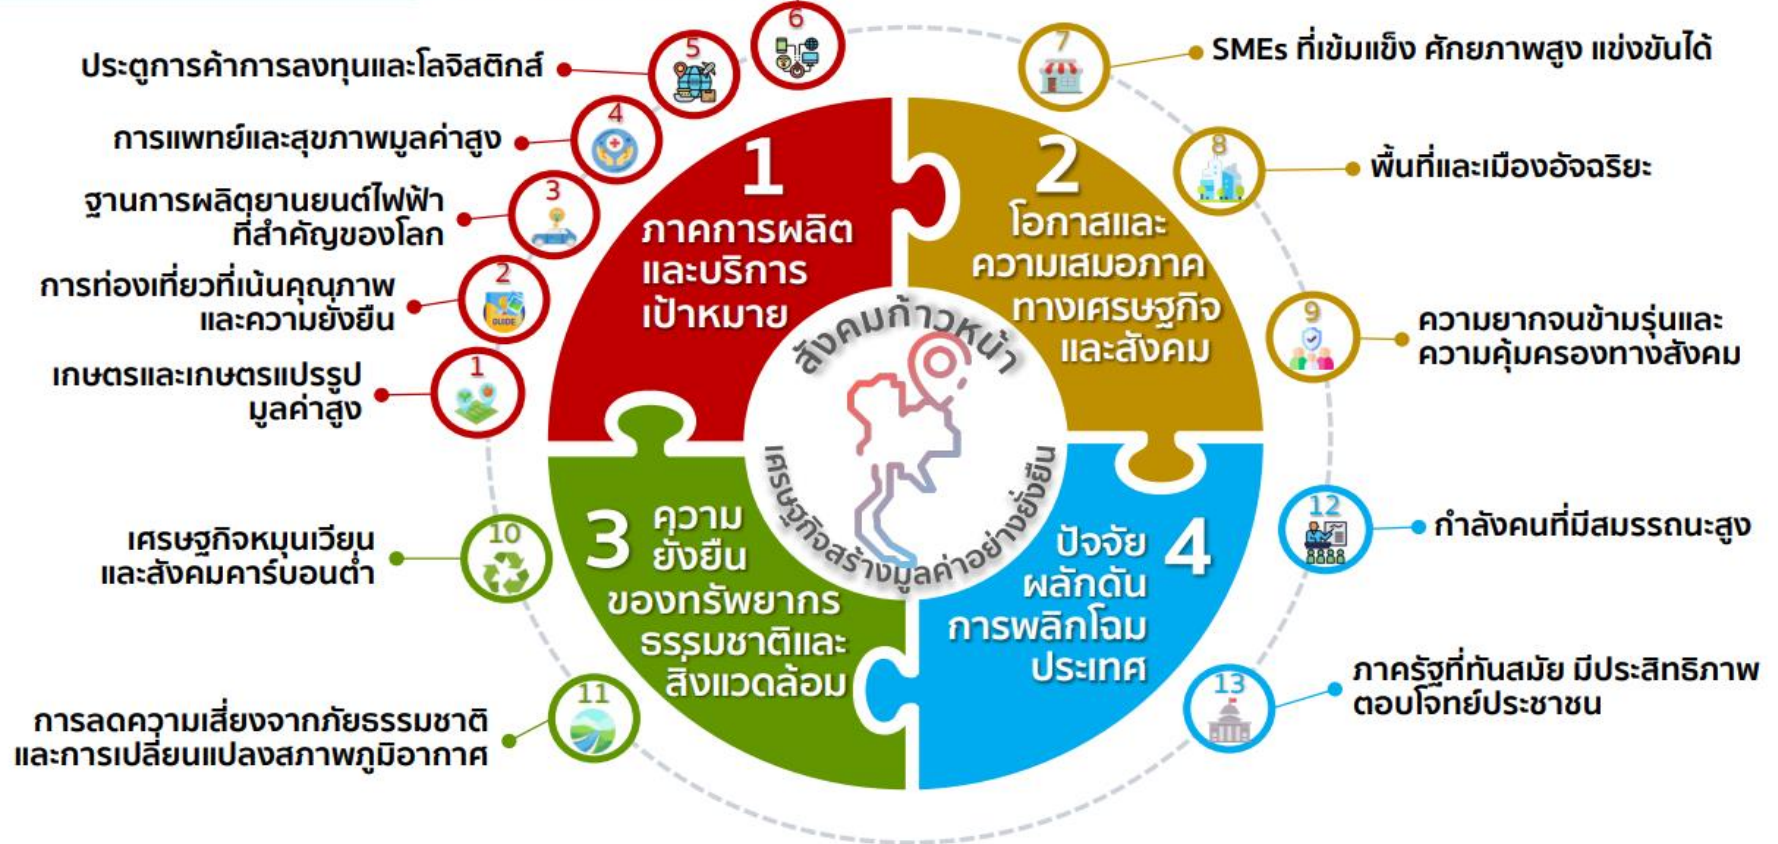 6
5
ประตูการค้าการลงทุนและโลจิสติกส์
4
การแพทย์และสุขภาพมูลค่าสูง
3
ฐานการผลิตยานยนต์ไฟฟ้า
ที่สำคัญของโลก
2
GUIDE
การท่องเที่ยวที่เน้นคุณภาพ
และความยั่งยืน
1
เกษตรและเกษตรแปรรูป
มูลค่าสูง
1
ภาคการผลิต
และบริการ
เป้าหมาย
2
โอกาสและ
ความเสมอภาค
ทางเศรษฐกิจ
และสังคม
7
SMEs ที่เข้มแข็ง ศักยภาพสูง แข่งขันได้
8
พื้นที่และเมืองอัจฉริยะ
9
ความยากจนข้ามรุ่นและ
ความคุ้มครองทางสังคม
สังคมก้าวหน้า
เศรษฐกิจสร้างมูลค่าอย่างยั่งยืน
3
ความ
ยั่งยืน
ของทรัพยากร
ธรรมชาติและ
สิ่งแวดล้อม
10
เศรษฐกิจหมุนเวียน
และสังคมคาร์บอนต่ำ
11
การลดความเสี่ยงจากภัยธรรมชาติ
และการเปลี่ยนแปลงสภาพภูมิอากาศ
4
ปัจจัย
ผลักดัน
การพลิกโฉม
ประเทศ
12
กำลังคนที่มีสมรรถนะสูง
13
ภาครัฐที่ทันสมัย มีประสิทธิภาพ
ตอบโจทย์ประชาชน